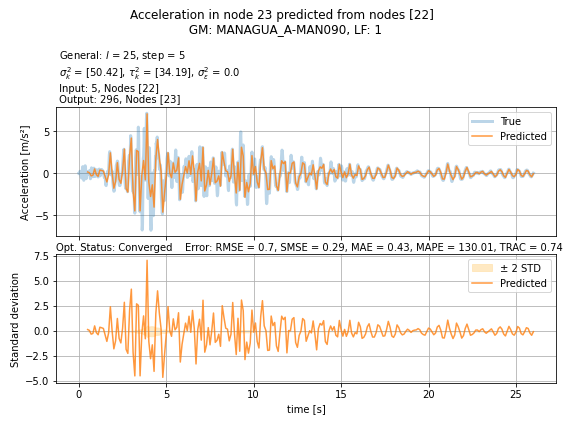 Acceleration in node 23 predicted from nodes [22]
GM: MANAGUA_A-MAN090, LF: 1
General: l = 25, step = 5
σ²ₖ = [50.42], τ²ₖ = [34.19], σ²ε = 0.0
Input: 5, Nodes [22]
Output: 296, Nodes [23]
Acceleration [m/s²]
5
0
−5
True
Predicted
Opt. Status: Converged Error: RMSE = 0.7, SMSE = 0.29, MAE = 0.43, MAPE = 130.01, TRAC = 0.74
Standard deviation
7.5
5.0
2.5
0.0
−2.5
−5.0
± 2 STD
Predicted
0 5 10 15 20 25
time [s]